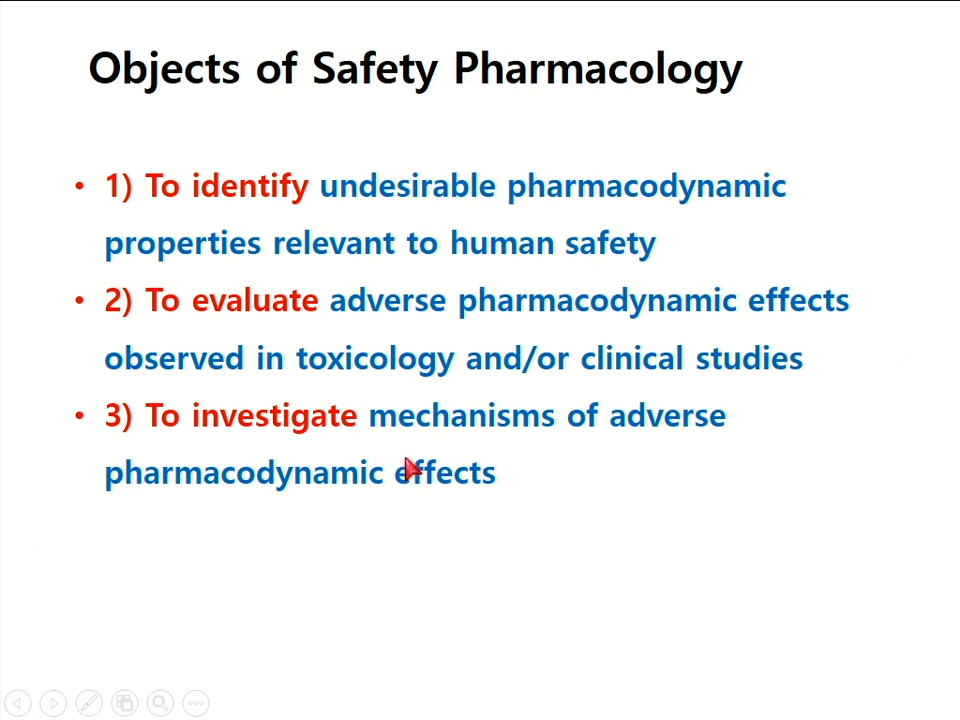 Objects of Safety Pharmacology
• 1) To identify undesirable pharmacodynamic
properties relevant to human safety
• 2) To evaluate adverse pharmacodynamic effects
observed in toxicology and/or clinical studies
• 3) To investigate mechanisms of adverse
pharmacodynamic effects